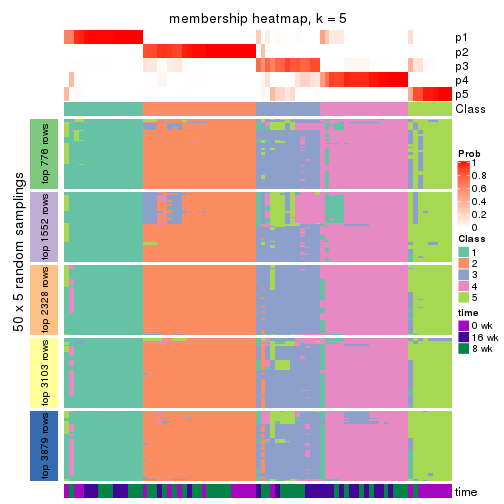 membership heatmap, k = 5
p1
p2
p3
p4
p5
Class
50 x 5 random samplings
top 776 rows
top 1552 rows
top 2328 rows
top 3103 rows
top 3879 rows
time
Prob
1
0.8
0.6
0.4
0.2
0
Class
1
2
3
4
5
time
0 wk
16 wk
8 wk